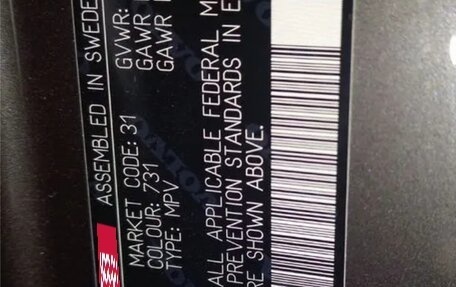 ASSEMBLED IN SWEDE
MARKET CODE: 31
COLOUR: 731
TYPE: MPV
GVWR:
GAWR
GAWR
ALL APPLICABLE FEDERAL M
PREVENTION STANDARDS IN E
RE SHOWN ABOVE.